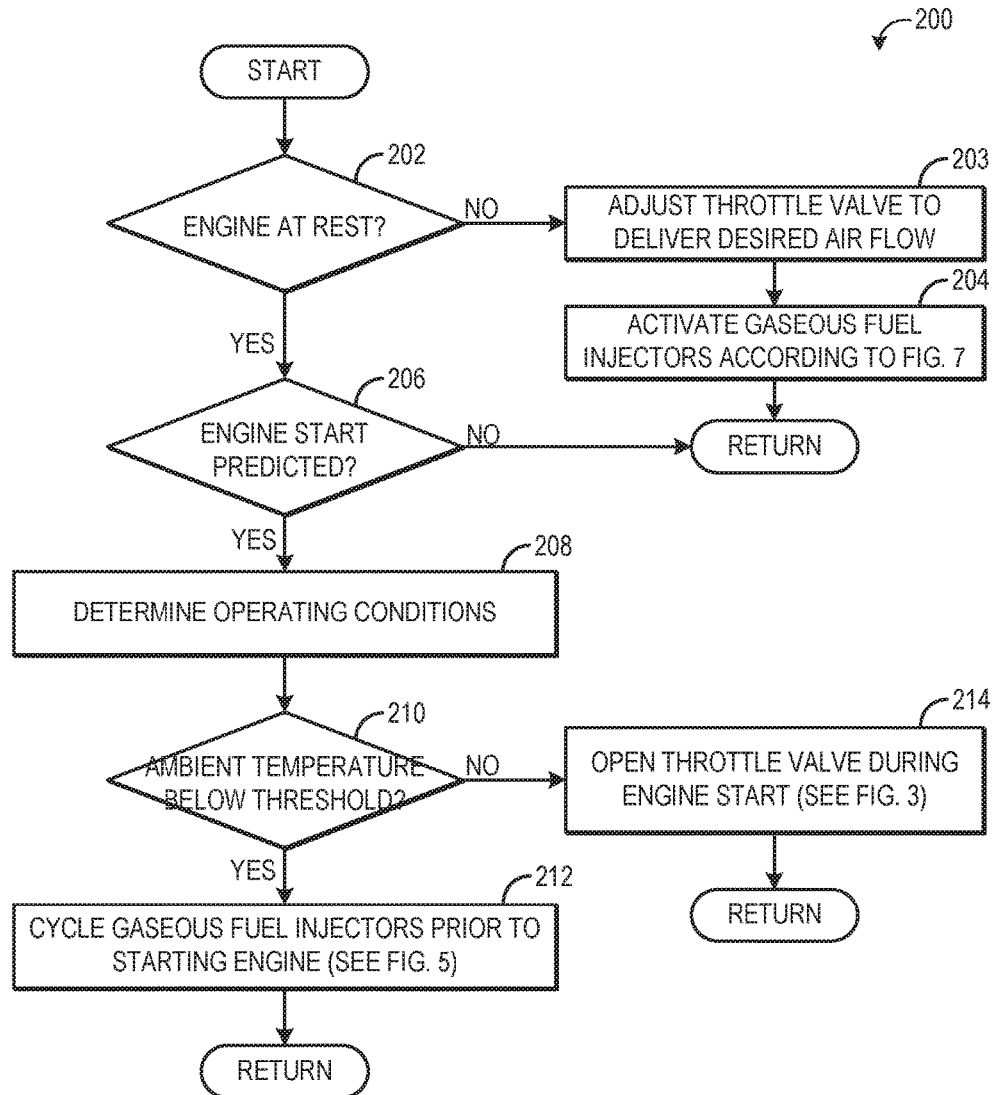 200
START
202
ENGINE AT REST?
NO
203
ADJUST THROTTLE VALVE TO
DELIVER DESIRED AIR FLOW
204
ACTIVATE GASEOUS FUEL
INJECTORS ACCORDING TO FIG. 7
YES
206
ENGINE START
PREDICTED?
NO
RETURN
YES
208
DETERMINE OPERATING CONDITIONS
210
AMBIENT TEMPERATURE
BELOW THRESHOLD?
NO
214
OPEN THROTTLE VALVE DURING
ENGINE START (SEE FIG. 3)
RETURN
YES
212
CYCLE GASEOUS FUEL INJECTORS PRIOR TO
STARTING ENGINE (SEE FIG. 5)
RETURN